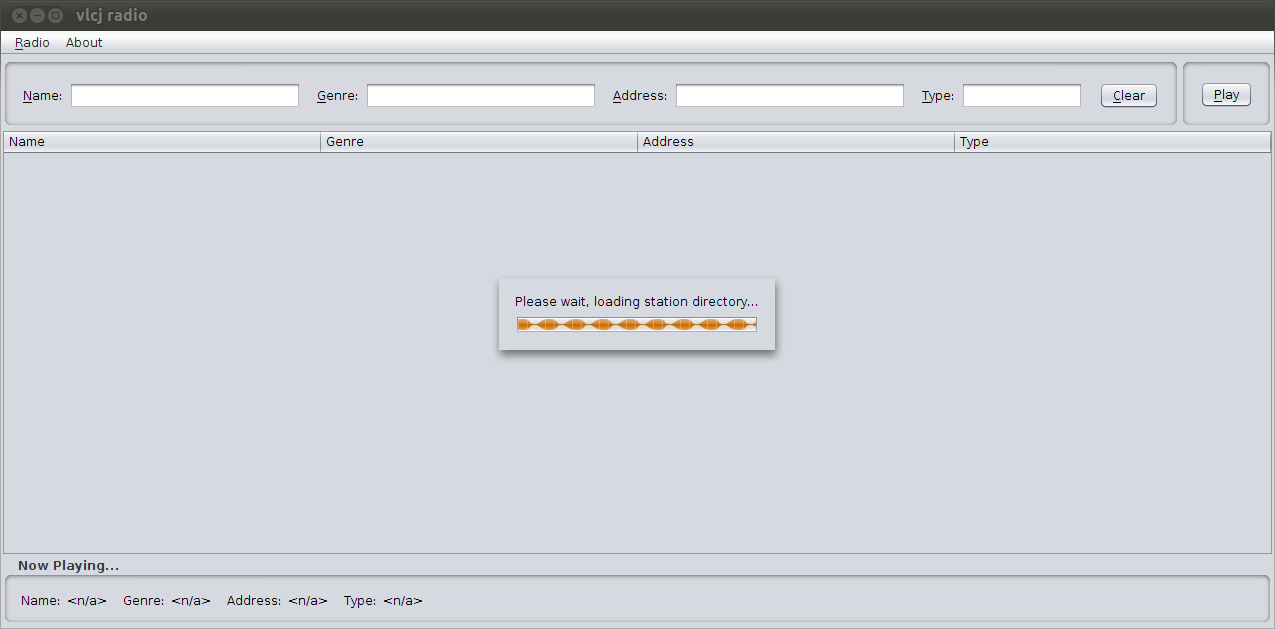 vlcj radio
Radio About
Name: Genre: Address: Type: Clear Play
Name Genre Address Type
Please wait, loading station directory...
Now Playing...
Name: <n/a> Genre: <n/a> Address: <n/a> Type: <n/a>